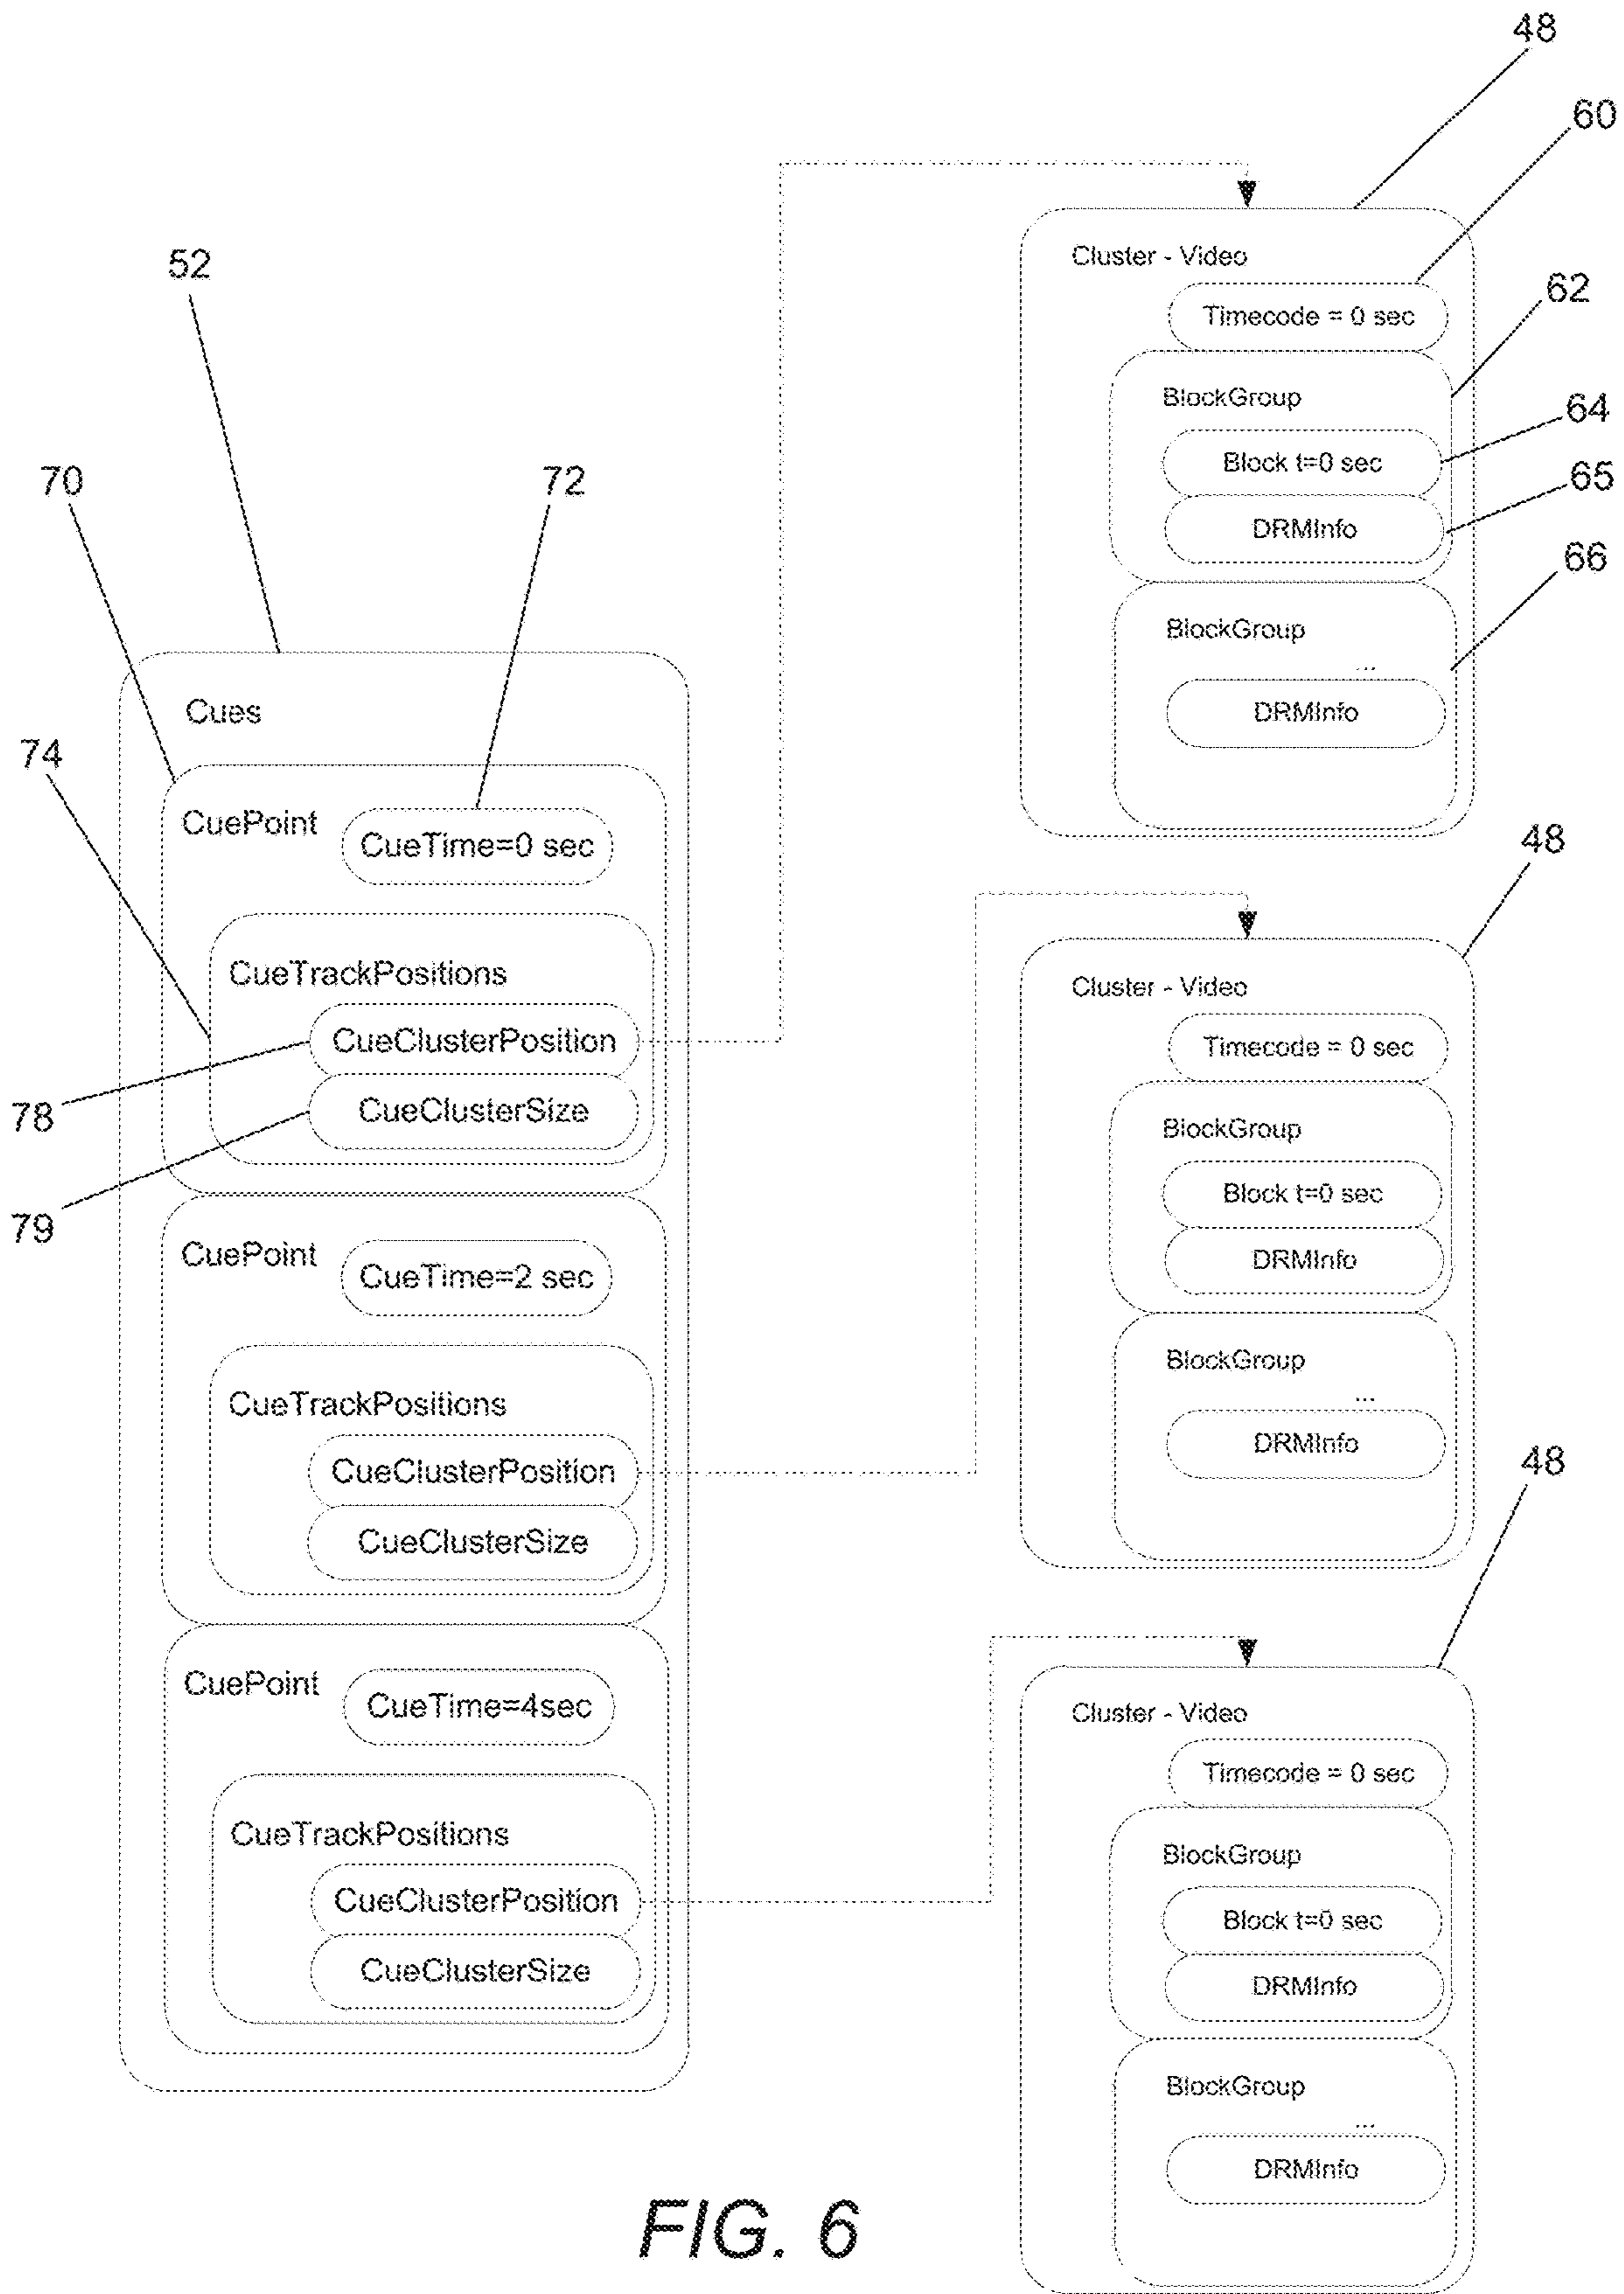 52
70
72
74
Cues
CuePoint
CueTime=0 sec
CueTrackPositions
CueClusterPosition
CueClusterSize
78
79
CuePoint
CueTime=2 sec
CueTrackPositions
CueClusterPosition
CueClusterSize
CuePoint
CueTime=4sec
CueTrackPositions
CueClusterPosition
CueClusterSize
48
60
Cluster - Video
Timecode = 0 sec
62
BlockGroup
Block t=0 sec
64
DRMInfo
65
66
BlockGroup
...
DRMInfo
48
Cluster - Video
Timecode = 0 sec
BlockGroup
Block t=0 sec
DRMInfo
BlockGroup
...
DRMInfo
48
Cluster - Video
Timecode = 0 sec
BlockGroup
Block t=0 sec
DRMInfo
BlockGroup
...
DRMInfo
FIG. 6